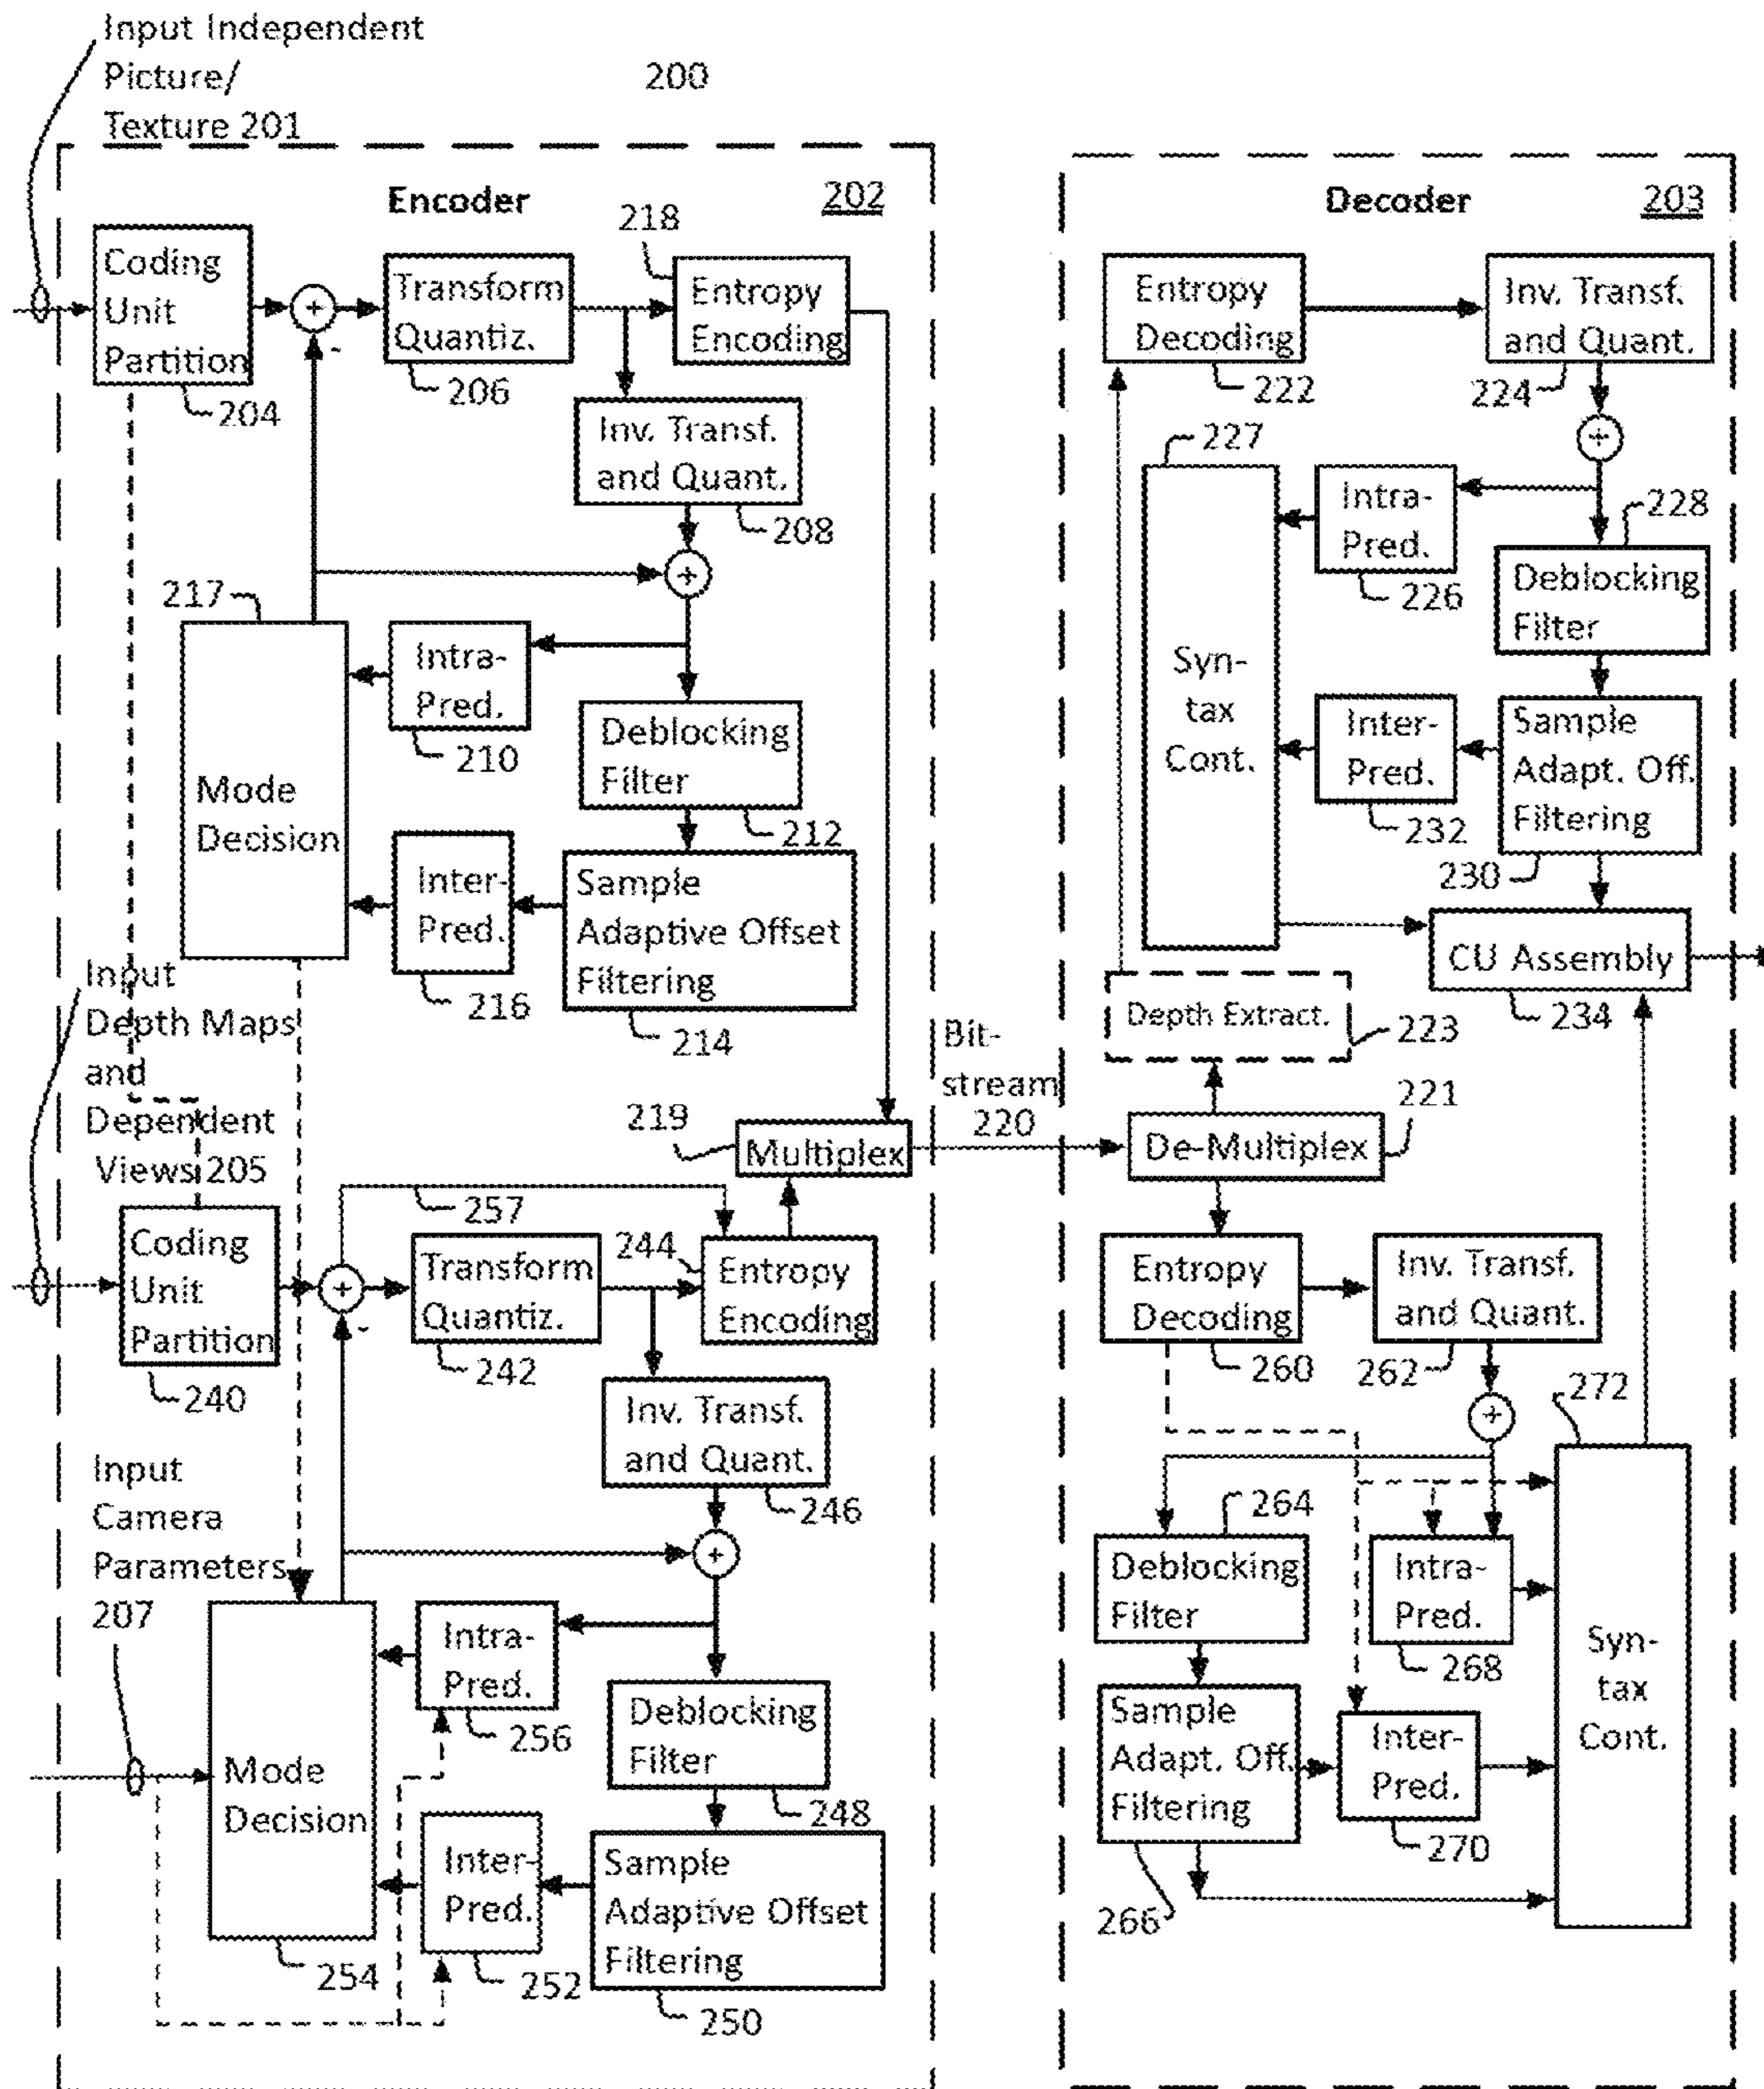 Input Independent
Picture/
Texture 201
200
Encoder
202
Coding
Unit
Partition
204
Transform
Quantiz.
206
218
Entropy
Encoding
Inv. Transf.
and Quant.
208
217
Mode
Decision
Intra-
Pred.
210
Deblocking
Filter
212
Inter-
Pred.
216
Sample
Adaptive Offset
Filtering
214
Input
Depth Maps
and
Dependent
Views 205
219
Multiplex
Bit-
stream
220
257
Coding
Unit
Partition
240
Transform
Quantiz.
242
244
Entropy
Encoding
Inv. Transf.
and Quant.
246
Input
Camera
Parameters
207
Mode
Decision
254
Intra-
Pred.
256
Deblocking
Filter
248
Inter-
Pred.
252
Sample
Adaptive Offset
Filtering
250
Decoder
203
Entropy
Decoding
222
Inv. Transf.
and Quant.
224
+
227
Syn-
tax
Cont.
Intra-
Pred.
226
228
Deblocking
Filter
Inter-
Pred.
232
Sample
Adapt. Off.
Filtering
230
CU Assembly
234
Depth Extract.
223
221
De-Multiplex
Entropy
Decoding
260
Inv. Transf.
and Quant.
262
+
272
264
Deblocking
Filter
Intra-
Pred.
268
Syn-
tax
Cont.
Sample
Adapt. Off.
Filtering
266
Inter-
Pred.
270